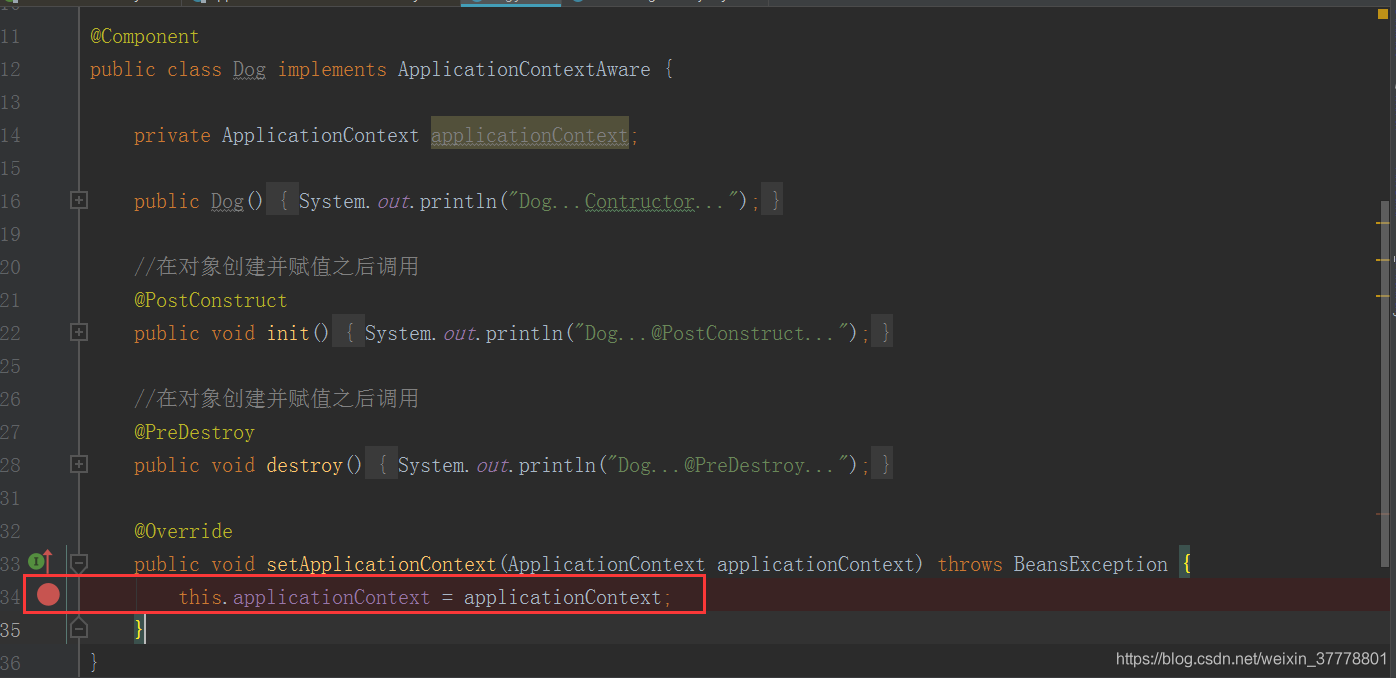 11 @Component
12 public class Dog implements ApplicationContextAware {
13
14 private ApplicationContext applicationContext;
15
16 public Dog() { System.out.println("Dog...Contructor..."); }
19
20 //在对象创建并赋值之后调用
21 @PostConstruct
22 public void init() { System.out.println("Dog...@PostConstruct..."); }
25
26 //在对象创建并赋值之后调用
27 @PreDestroy
28 public void destroy() { System.out.println("Dog...@PreDestroy..."); }
31
32 @Override
33 public void setApplicationContext(ApplicationContext applicationContext) throws BeansException {
34 this.applicationContext = applicationContext;
35 }
36 }
https://blog.csdn.net/weixin_37778801